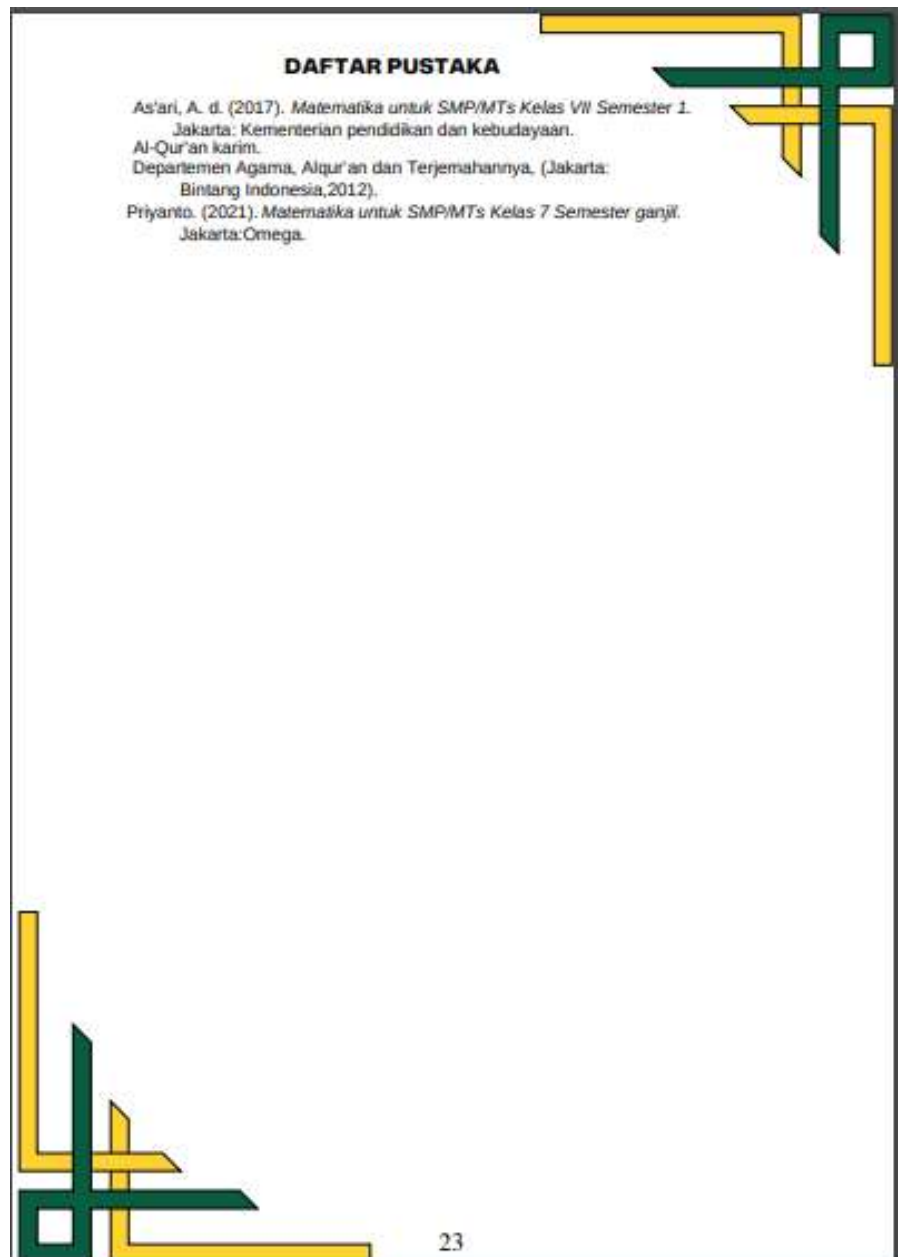 DAFTAR PUSTAKA
As'ari, A. d. (2017). Matematika untuk SMP/MTs Kelas VII Semester 1.
Jakarta: Kementerian pendidikan dan kebudayaan.
Al-Qur'an karim.
Departemen Agama, Alqur'an dan Terjemahannya, (Jakarta:
Bintang Indonesia,2012).
Priyanto. (2021). Matematika untuk SMP/MTs Kelas 7 Semester ganjil.
Jakarta:Omega.
23